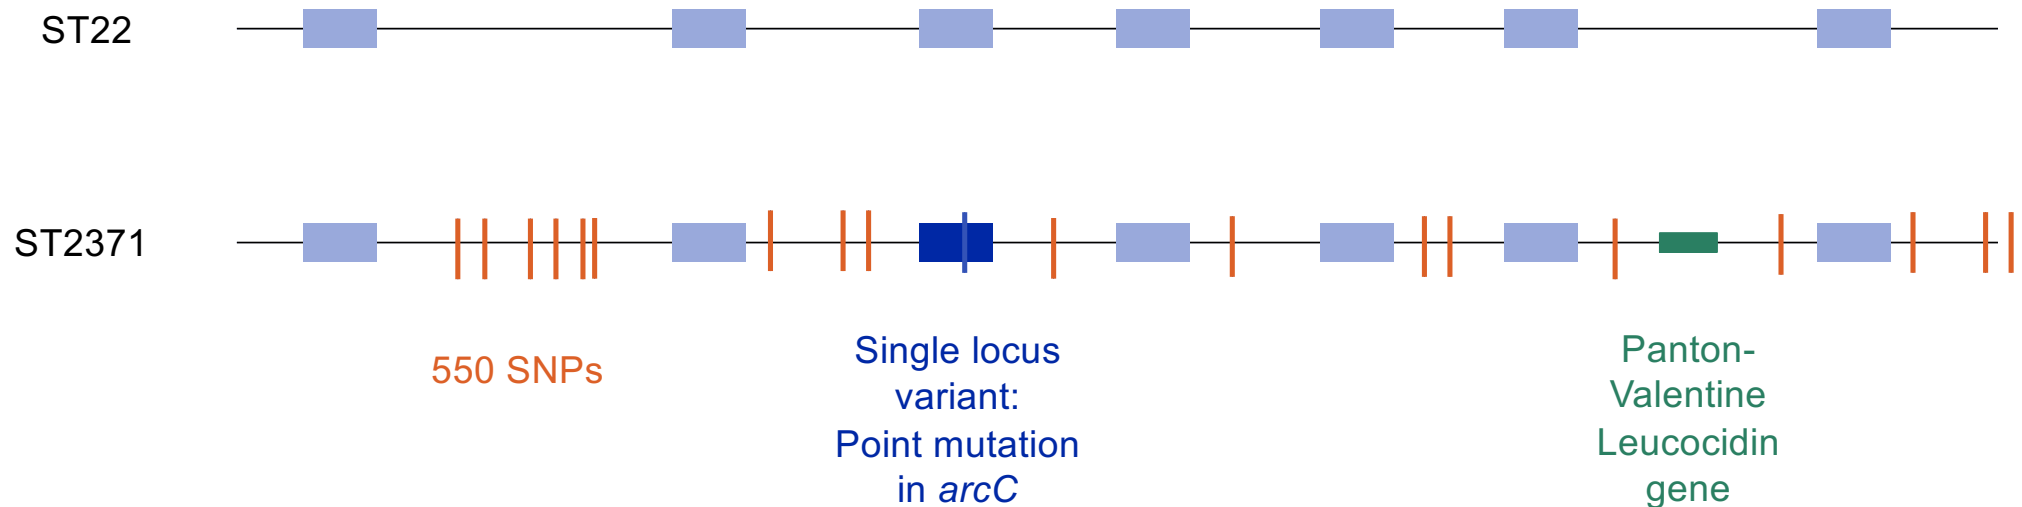 ST22
ST2371
550 SNPs
Single locus
variant:
Point mutation
in arcC
Panton-
Valentine
Leucocidin
gene